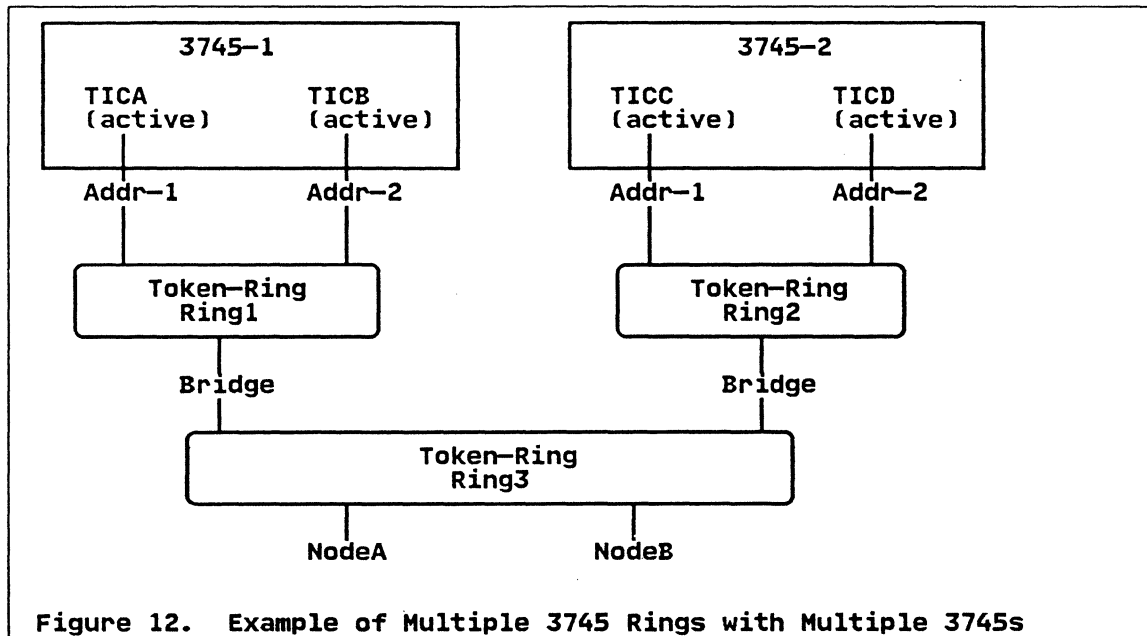 3745-1 3745-2
TICA TICB TICC TICD
(active) (active) (active) (active)
Addr-1 Addr-2 Addr-1 Addr-2
Token-Ring Token-Ring
Ring1 Ring2
Bridge Bridge
Token-Ring
Ring3
NodeA NodeB
Figure 12. Example of Multiple 3745 Rings with Multiple 3745s